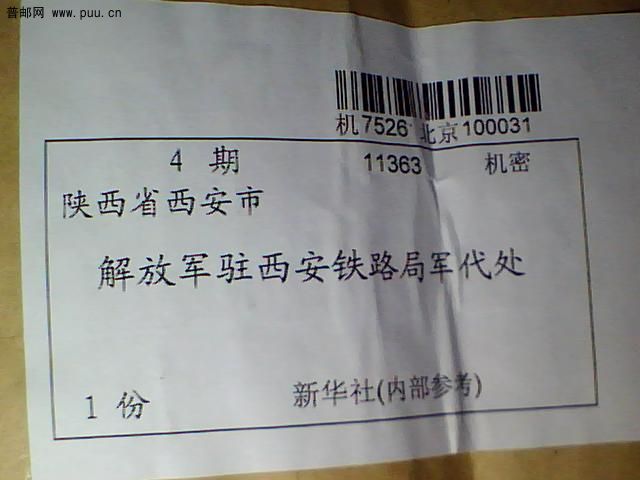 普邮网 www.puu.cn
机7526 北京100031
4 期 11363 机密
陕西省西安市
解放军驻西安铁路局军代处
1 份 新华社(内部参考)